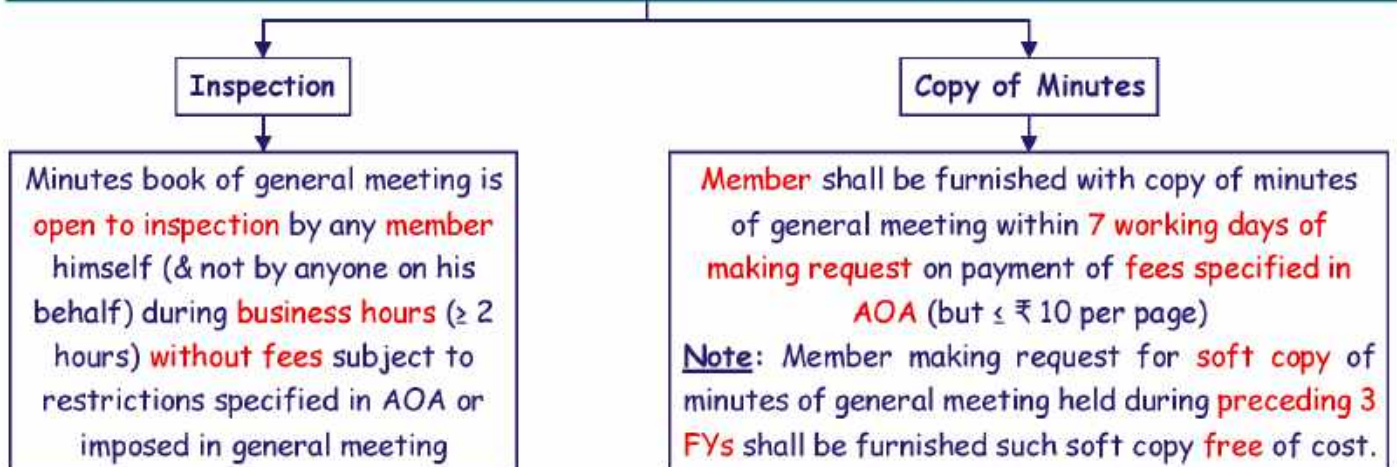 Inspection
Minutes book of general meeting is
open to inspection by any member
himself (& not by anyone on his
behalf) during business hours (≥ 2
hours) without fees subject to
restrictions specified in AOA or
imposed in general meeting
Copy of Minutes
Member shall be furnished with copy of minutes
of general meeting within 7 working days of
making request on payment of fees specified in
AOA (but ≤ ₹ 10 per page)
Note: Member making request for soft copy of
minutes of general meeting held during preceding 3
FYs shall be furnished such soft copy free of cost.